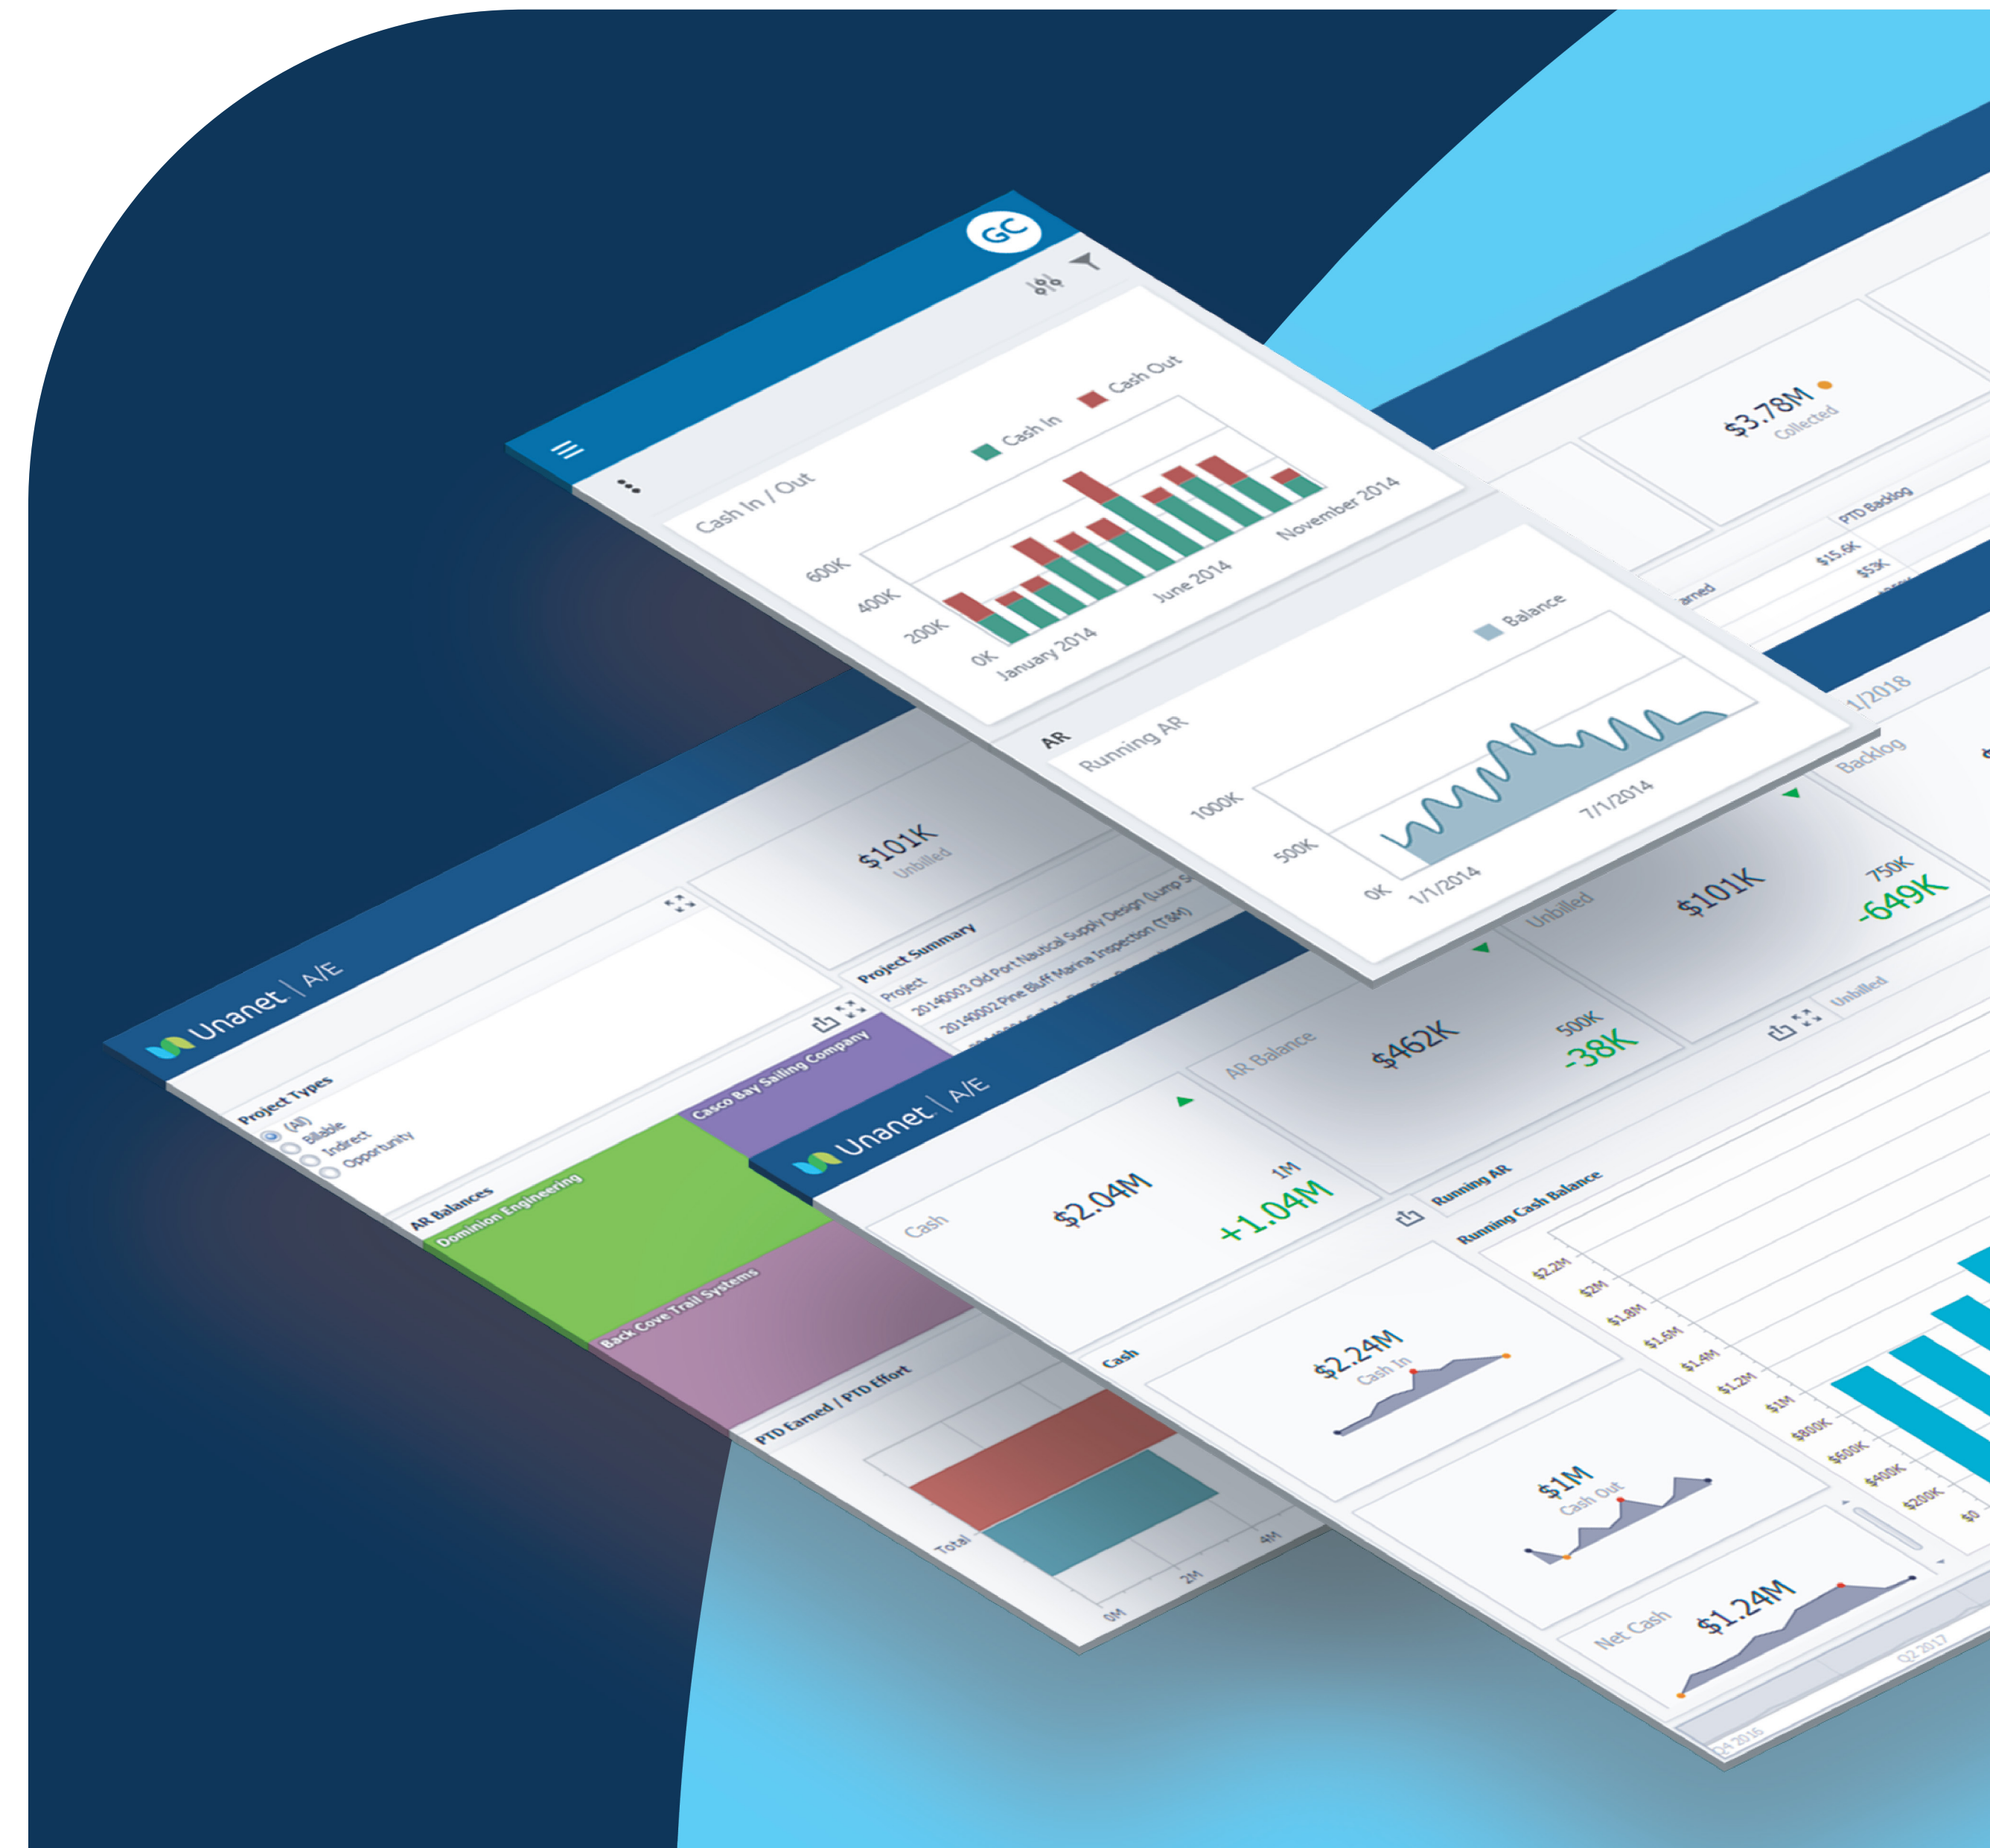 GC
Cash In / Out
Cash In
Cash Out
600K
400K
200K
0K
January 2014
June 2014
November 2014
AR
Running AR
Balance
1000K
500K
0K
1/1/2014
7/1/2014
$3.78M
Collected
PTD Backlog
$15.6K
$53K
Unanet | A/E
$101K
Unbilled
Project Types
(All)
Billable
Indirect
Opportunity
Project Summary
Project
20140003 Old Port Nautical Supply Design (Lump
20140002 Pine Bluff Marina Inspection (T&M)
AR Balances
Dominion Engineering
Casco Bay Sailing Company
Back Cove Trail Systems
PTD Earned / PTD Effort
Total
0M
2M
4M
Unanet | A/E
1/2018
Cash
$2.04M
1M
+1.04M
AR Balance
$462K
500K
-38K
Unbilled
$101K
750K
-649K
Backlog
Cash
$2.24M
Cash In
$1M
Cash Out
Net Cash
$1.24M
Running AR
Unbilled
Running Cash Balance
$2.2M
$2M
$1.8M
$1.6M
$1.4M
$1.2M
$1M
$800K
$600K
$400K
$200K
$0
Q4 2016
Q2 2017